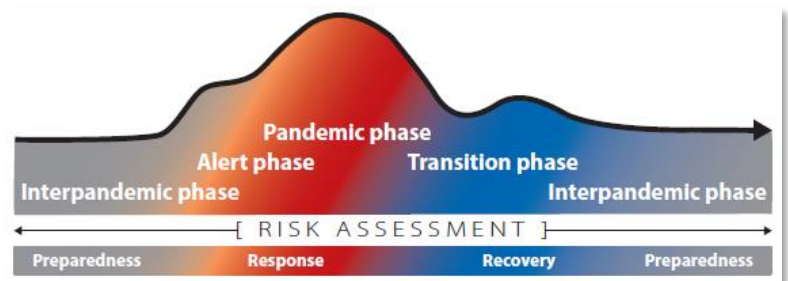 Pandemic phase
Alert phase
Transition phase
Interpandemic phase
Interpandemic phase
[ RISK ASSESSMENT ]
Preparedness
Response
Recovery
Preparedness